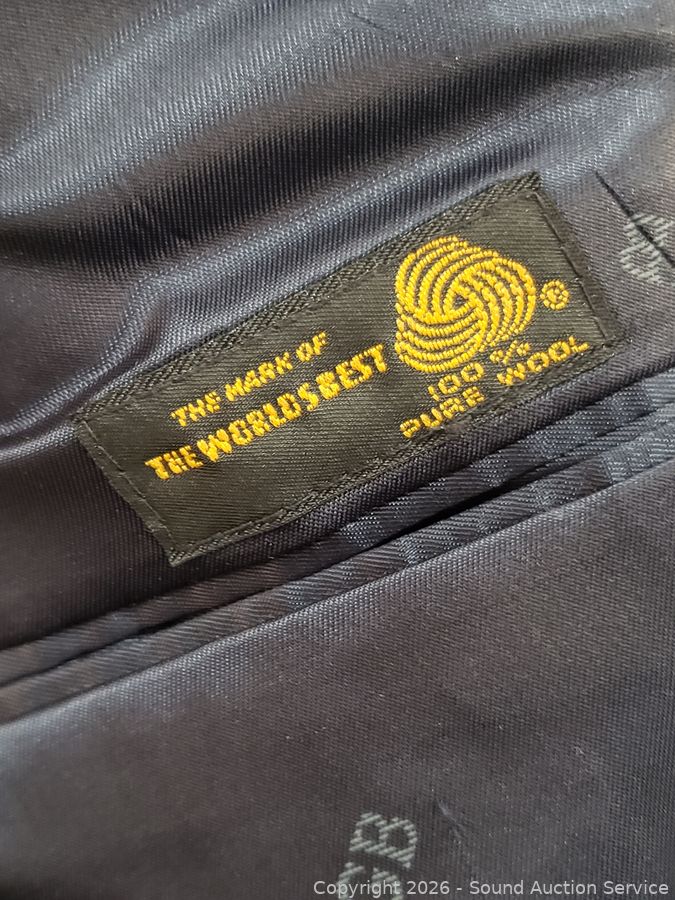 THE MARK OF
THE WORLDS BEST
®
100 %
PURE WOOL
B
Copyright 2026 - Sound Auction Service